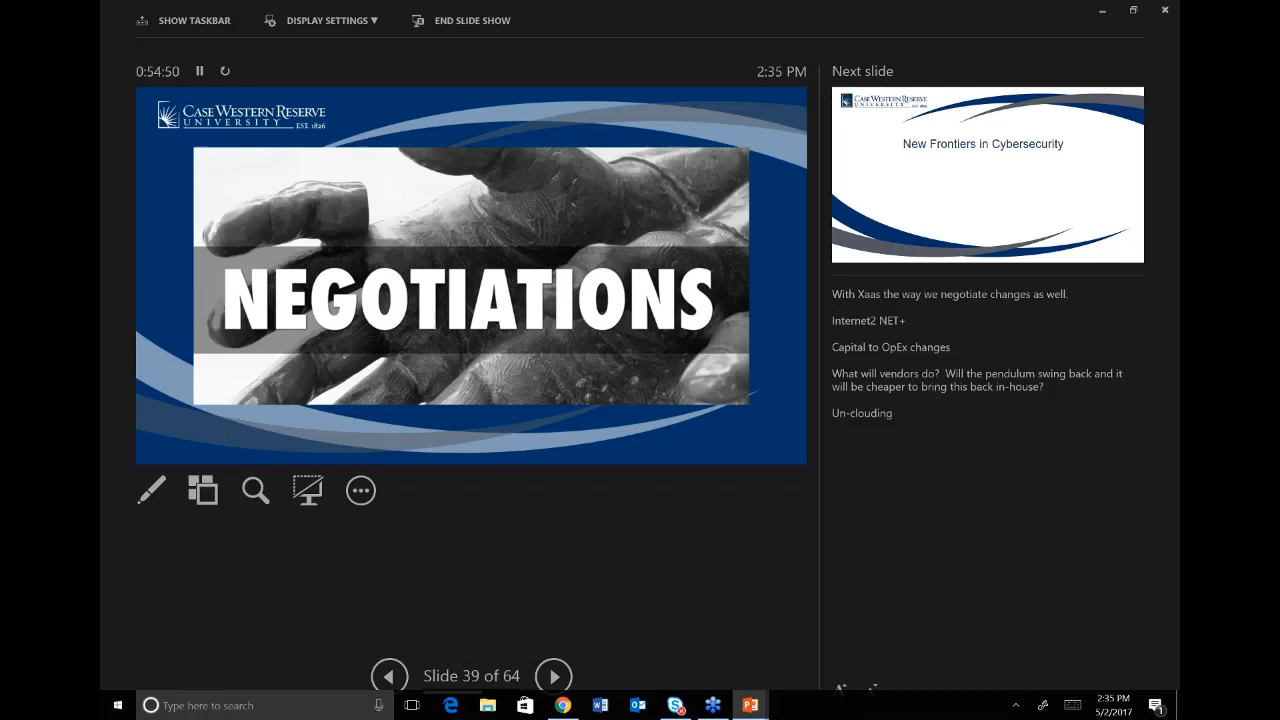 SHOW TASKBAR
DISPLAY SETTINGS ▼
END SLIDE SHOW
0:54:50
2:35 PM
CASE WESTERN RESERVE
UNIVERSITY EST. 1826
NEGOTIATIONS
Slide 39 of 64
Next slide
CASE WESTERN RESERVE
UNIVERSITY EST. 1826
New Frontiers in Cybersecurity
With Xaas the way we negotiate changes as well.
Internet2 NET+
Capital to OpEx changes
What will vendors do? Will the pendulum swing back and it
will be cheaper to bring this back in-house?
Un-clouding
Type here to search
2:35 PM
5/2/2017
1